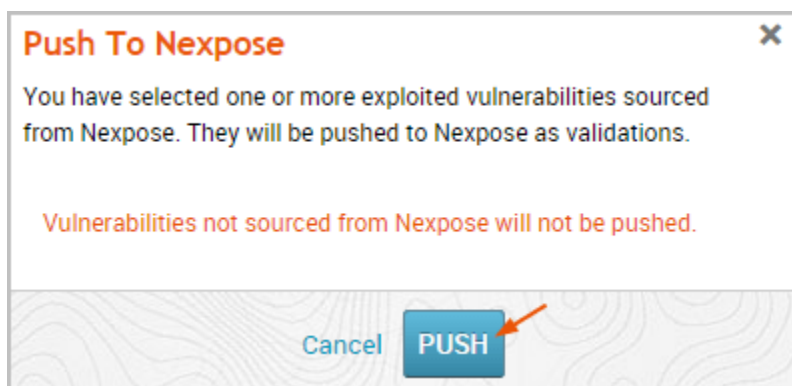 Push To Nexpose
You have selected one or more exploited vulnerabilities sourced
from Nexpose. They will be pushed to Nexpose as validations.
Vulnerabilities not sourced from Nexpose will not be pushed.
Cancel PUSH